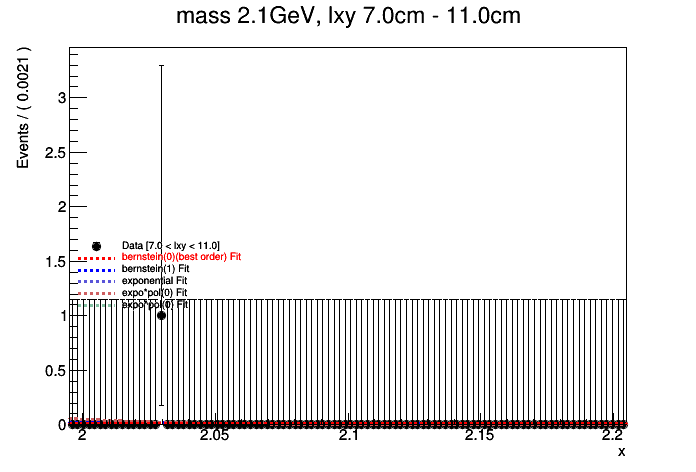 mass 2.1GeV, lxy 7.0cm - 11.0cm
Events / ( 0.0021 )
3
2.5
2
1.5
1
0.5
0
Data [7.0 < lxy < 11.0]
bernstein(0)(best order) Fit
bernstein(1) Fit
exponential Fit
expo*pol(0) Fit
expo*pol(0) Fit
2
2.05
2.1
2.15
2.2
x